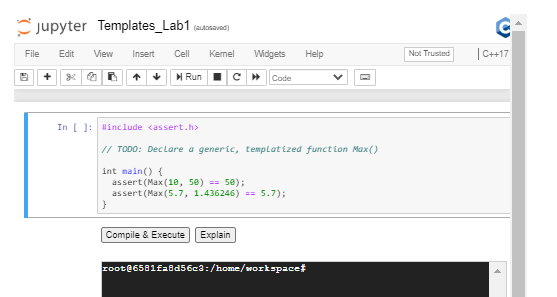 jupyter Templates_Lab1 (autosaved)
File Edit View Insert Cell Kernel Widgets Help Not Trusted C++17
Run Code
In [ ]: #include <assert.h>
// TODO: Declare a generic, templatized function Max()
int main() {
assert(Max(10, 50) == 50);
assert(Max(5.7, 1.436246) == 5.7);
}
Compile & Execute Explain
root@6581fa8d56c3:/home/workspace#